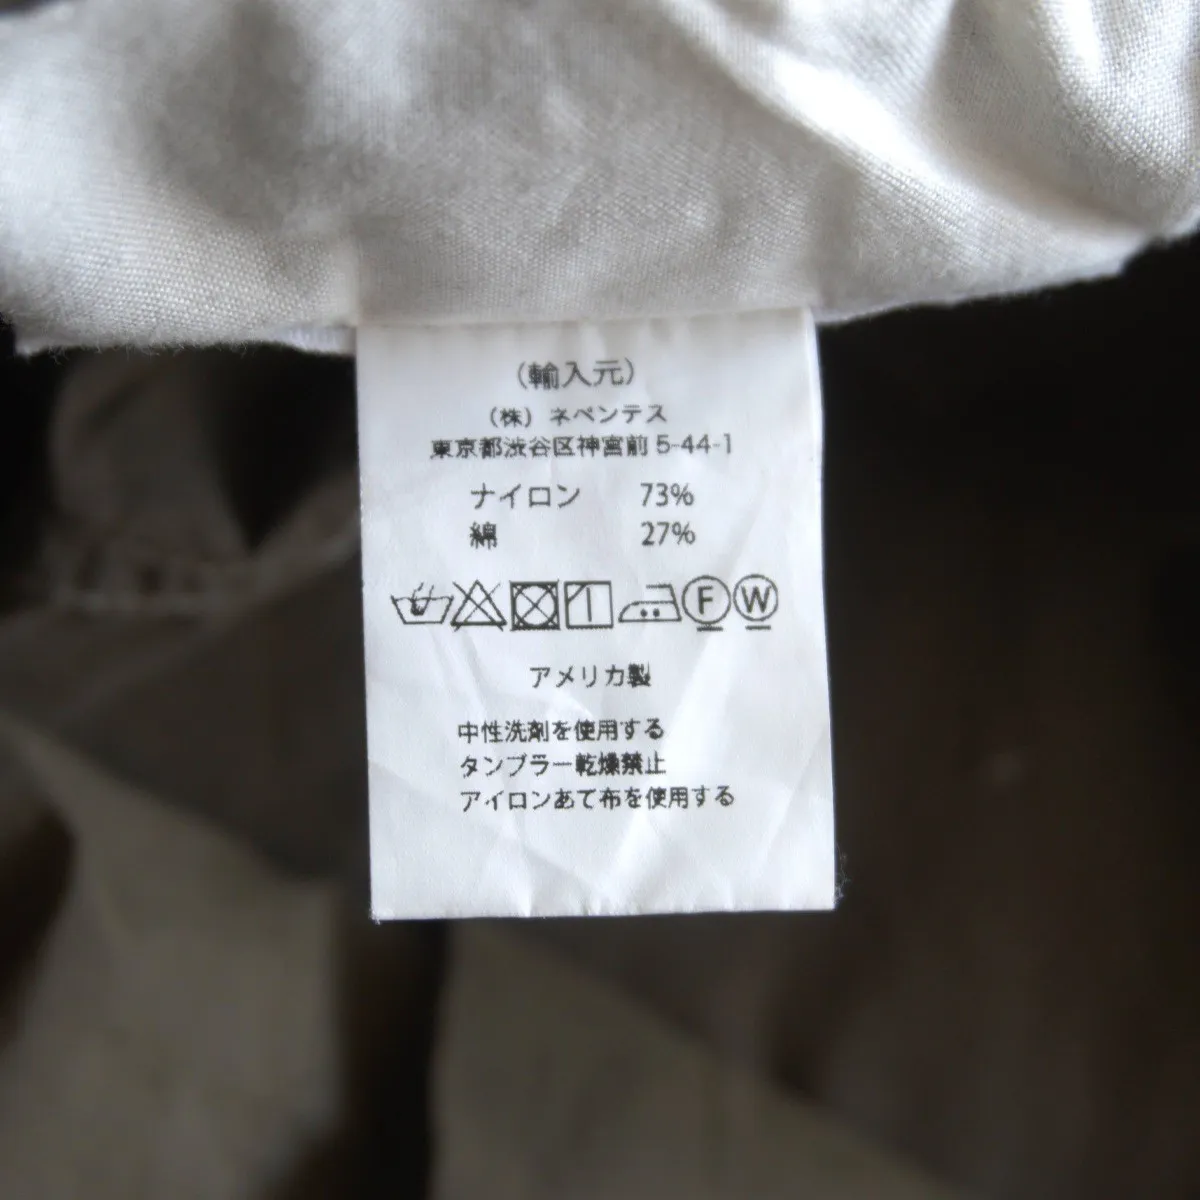 （輸入元）
（株）ネペンテス
東京都渋谷区神宮前 5-44-1
ナイロン 73%
綿 27%
F W
アメリカ製
中性洗剤を使用する
タンブラー乾燥禁止
アイロンあて布を使用する